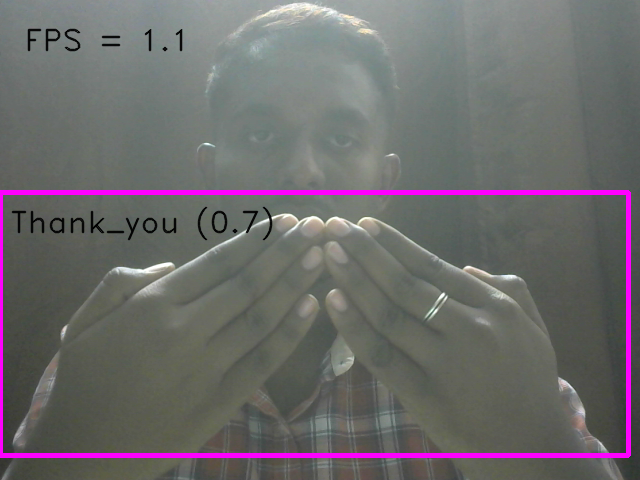 FPS = 1.1
Thank_you (0.7)